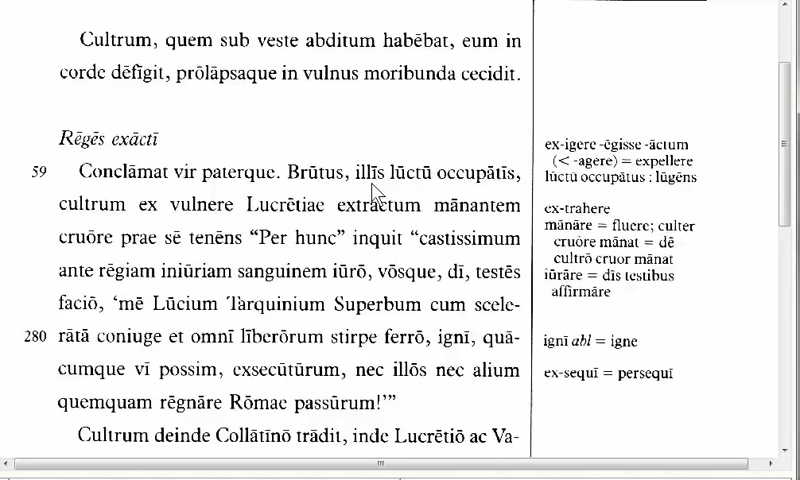 Cultrum, quem sub veste abditum habēbat, eum in
corde dēfīgit, prōlāpsaque in vulnus moribunda cecidit.
Rēgēs exāctī
59 Conclāmat vir paterque. Brūtus, illīs lūctū occupātīs,
cultrum ex vulnere Lucrētiae extractum mānantem
cruōre prae sē tenēns “Per hunc” inquit “castissimum
ante rēgiam iniūriam sanguinem iūrō, vōsque, dī, testēs
faciō, ‘mē Lūcium Tarquinium Superbum cum scele-
280 rātā coniuge et omnī līberōrum stirpe ferrō, ignī, quā-
cumque vī possim, exsecūtūrum, nec illōs nec alium
quemquam rēgnāre Rōmae passūrum!’”
Cultrum deinde Collātīnō trādit, inde Lucrētiō ac Va-
ex-igere -ēgisse -āctum
(< -agere) = expellere
lūctū occupātus : lūgēns
ex-trahere
mānāre = fluere; culter
cruōre mānat = dē
cultrō cruor mānat
iūrāre = dīs testibus
affirmāre
ignī abl = igne
ex-sequī = persequī